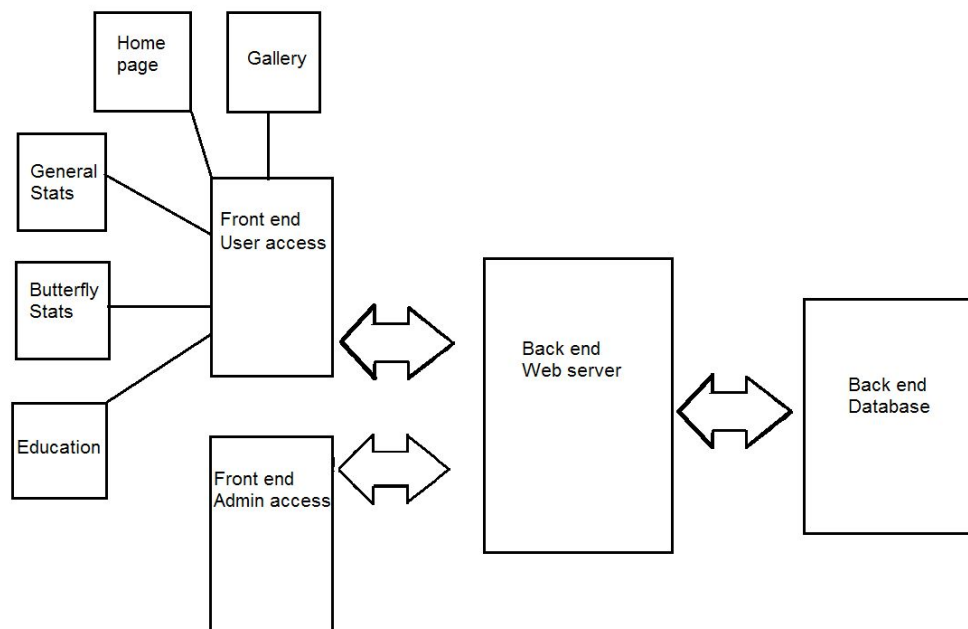 Home
page
Gallery
General
Stats
Front end
User access
Butterfly
Stats
Education
Front end
Admin access
Back end
Web server
Back end
Database